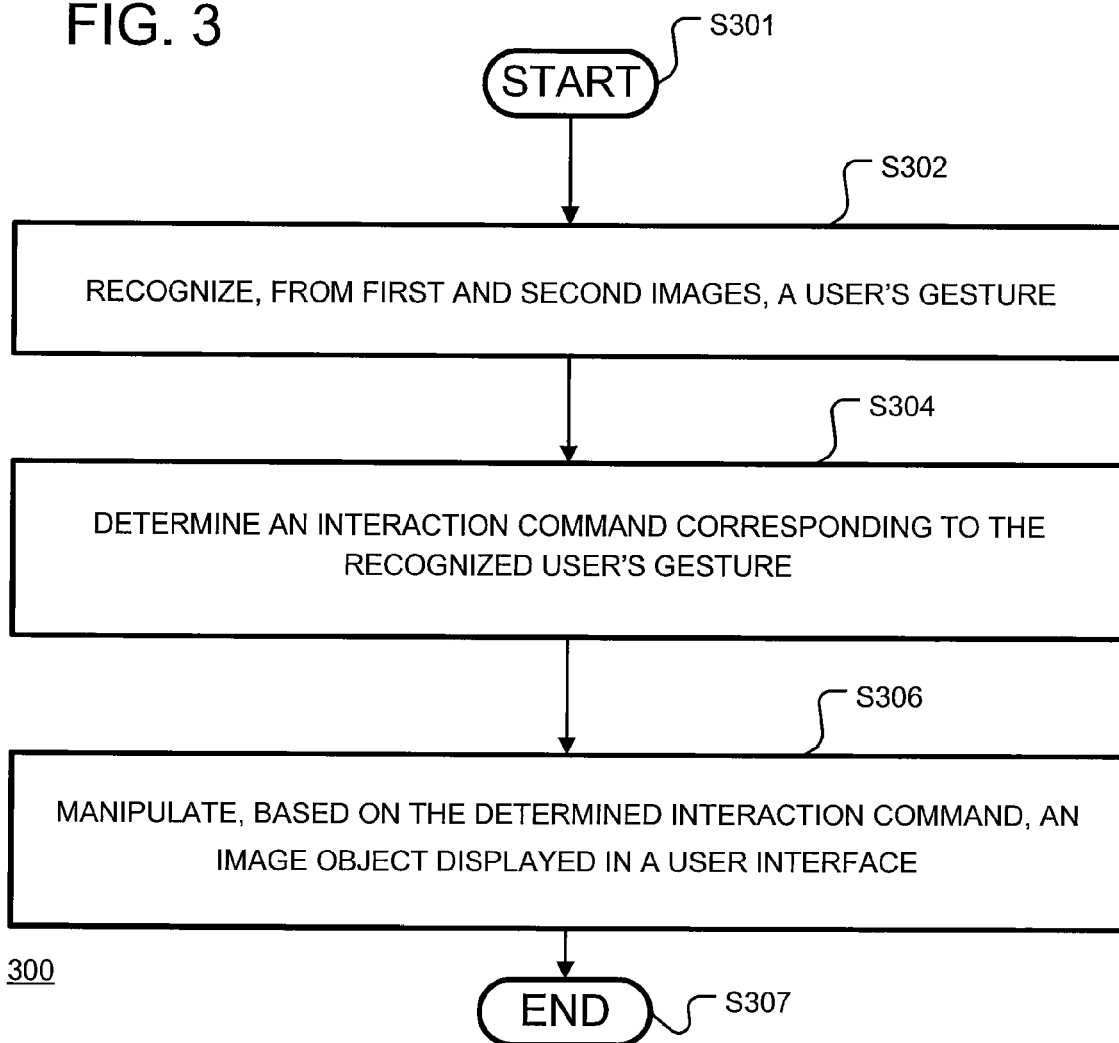 FIG. 3
S301
START
S302
RECOGNIZE, FROM FIRST AND SECOND IMAGES, A USER'S GESTURE
S304
DETERMINE AN INTERACTION COMMAND CORRESPONDING TO THE
RECOGNIZED USER'S GESTURE
S306
MANIPULATE, BASED ON THE DETERMINED INTERACTION COMMAND, AN
IMAGE OBJECT DISPLAYED IN A USER INTERFACE
300
END
S307